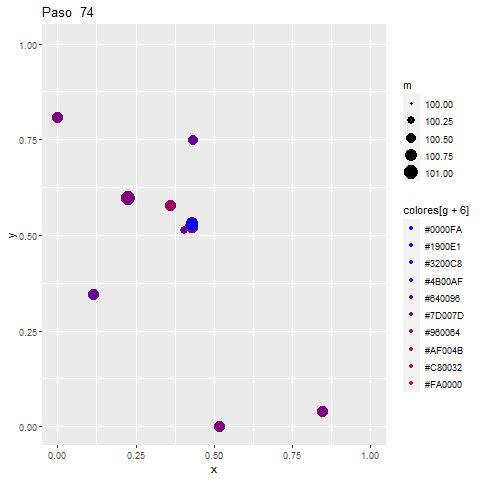 Paso 74
1.00
0.75
0.50
0.25
0.00
y
0.00 0.25 0.50 0.75 1.00
x
m
100.00
100.25
100.50
100.75
101.00
colores[g + 6]
#0000FA
#1900E1
#3200C8
#4B00AF
#640096
#7D007D
#960064
#AF004B
#C80032
#FA0000